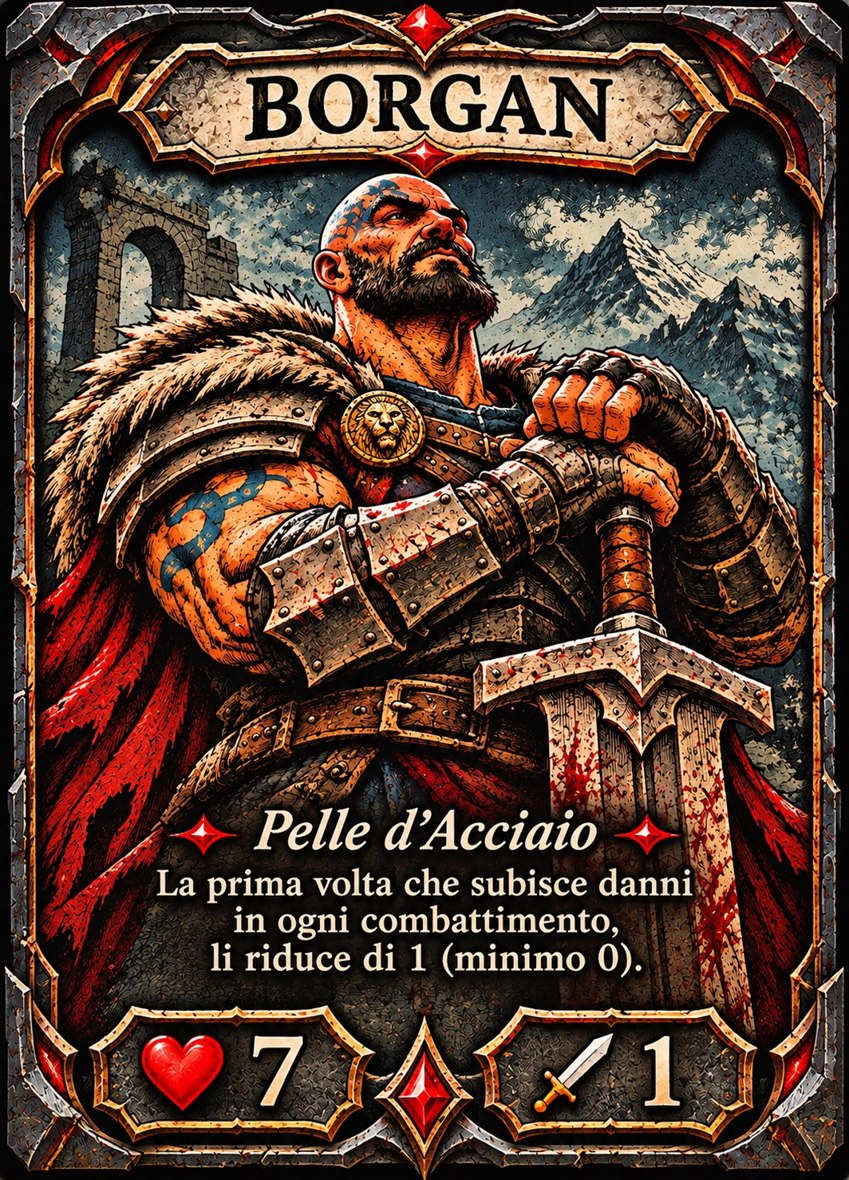 BORGAN
Pelle d’Acciaio
La prima volta che subisce danni
in ogni combattimento,
li riduce di 1 (minimo 0).
7
1